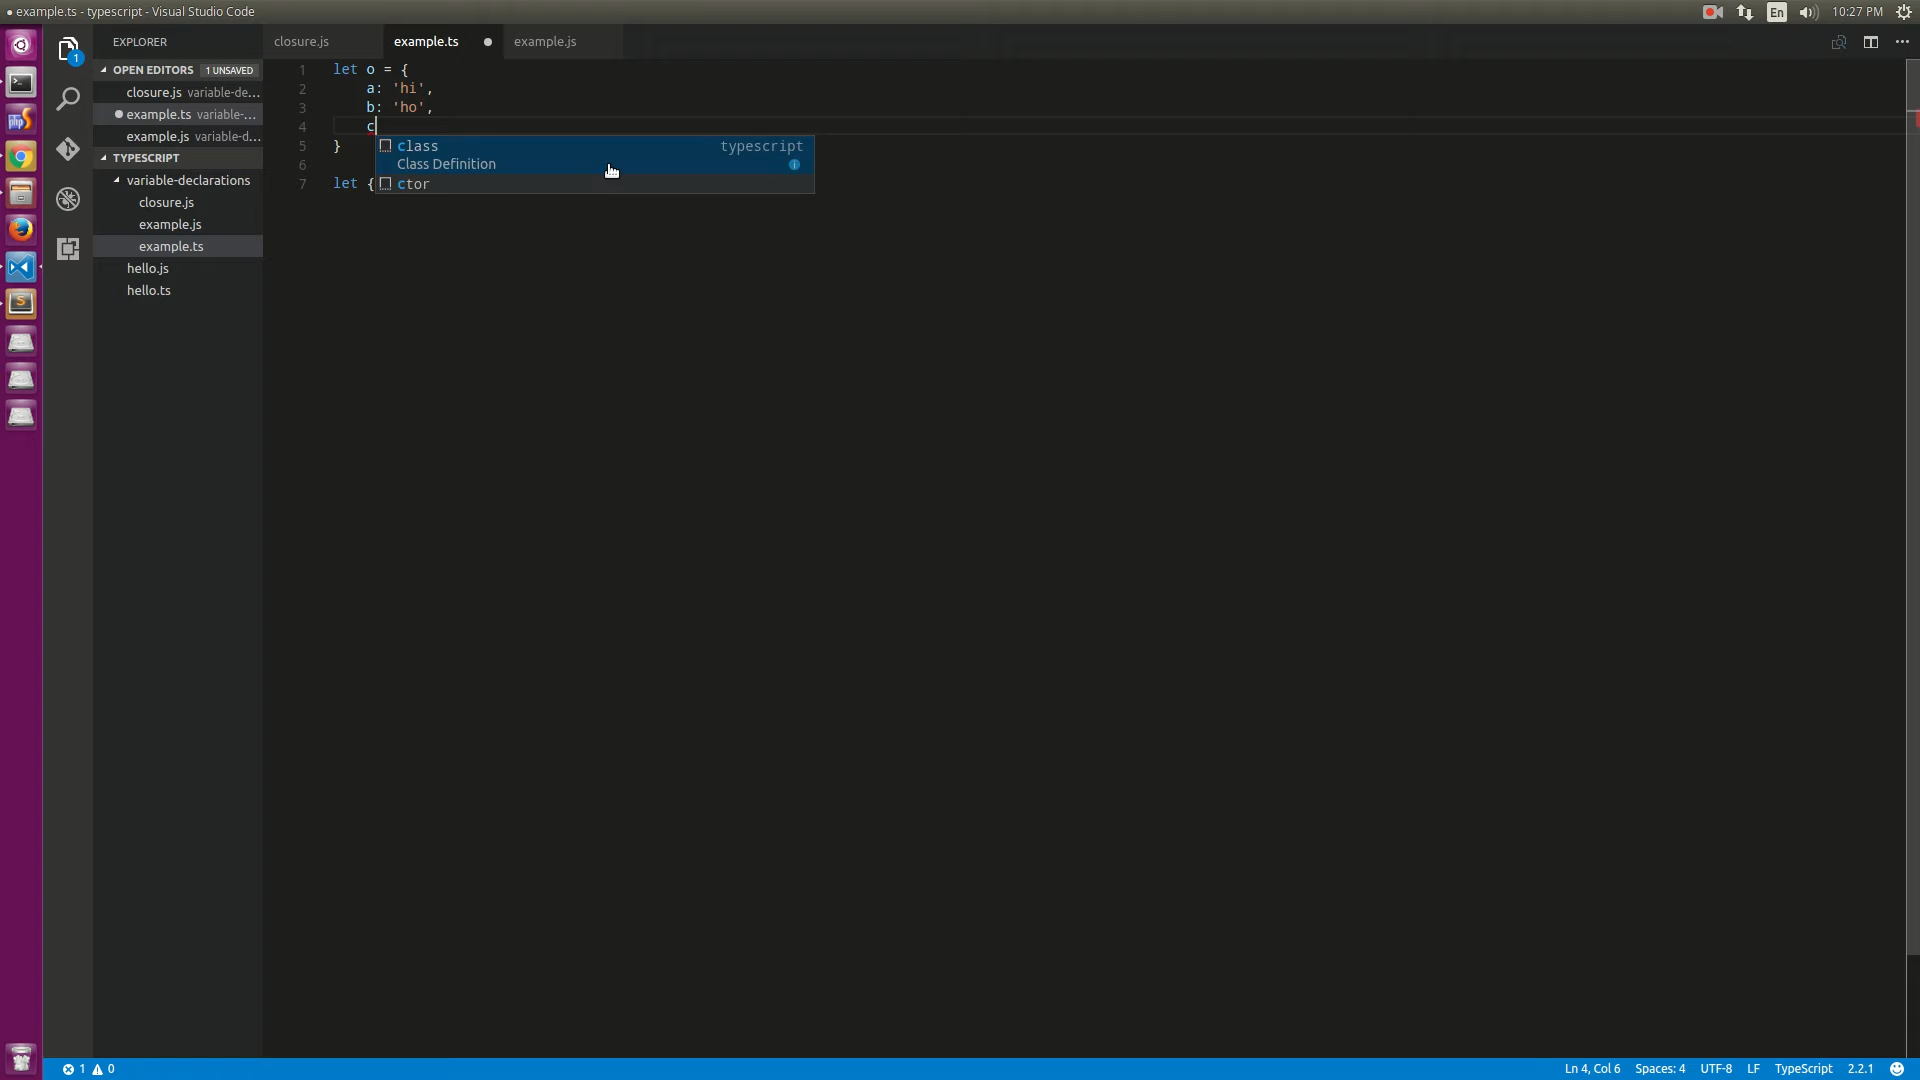 • example.ts - typescript - Visual Studio Code
En
10:27 PM
EXPLORER
OPEN EDITORS 1 UNSAVED
closure.js variable-de...
example.ts variable-...
example.js variable-d...
TYPESCRIPT
variable-declarations
closure.js
example.js
example.ts
hello.js
hello.ts
1
php
S
closure.js
example.ts
example.js
1 let o = {
2 a: 'hi',
3 b: 'ho',
4 c
5 }
6
7 let {
class typescript
Class Definition
ctor
1 0
Ln 4, Col 6
Spaces: 4
UTF-8
LF
TypeScript
2.2.1